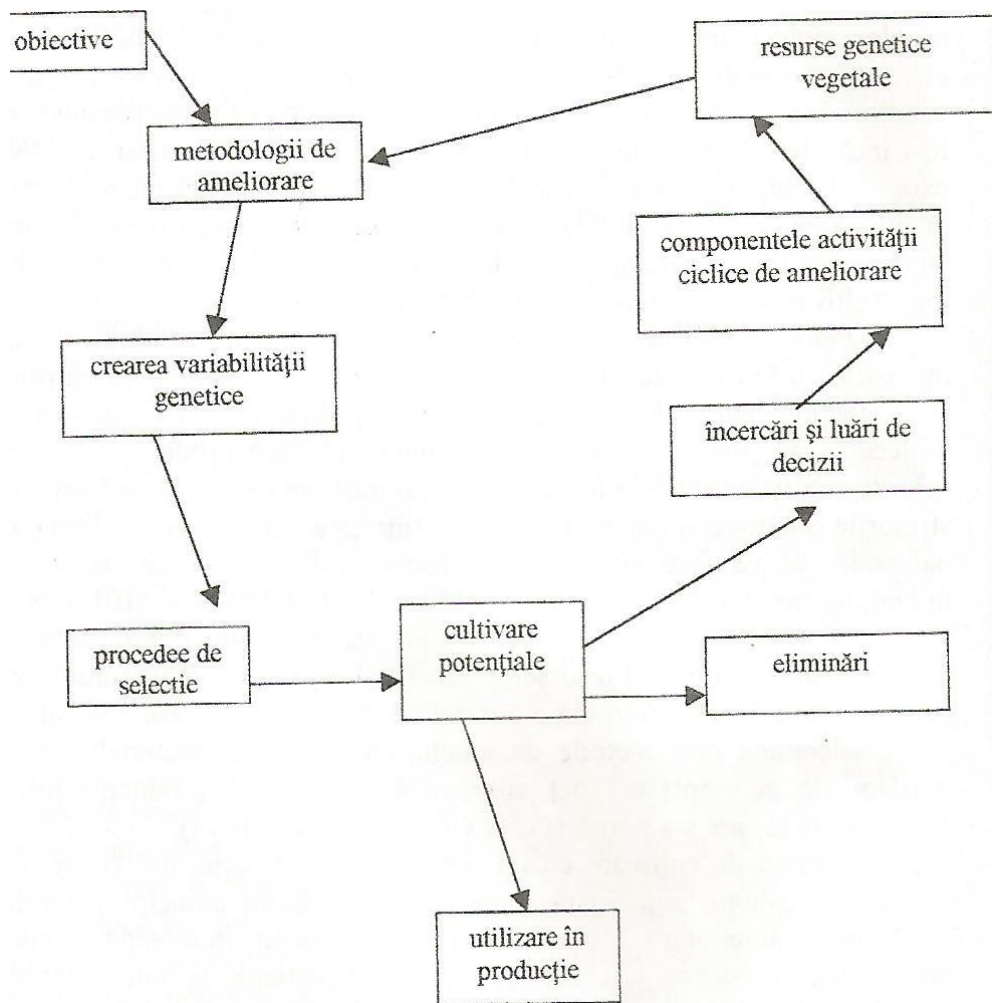 obiective
resurse genetice
vegetale
metodologii de
ameliorare
componentele activității
ciclice de ameliorare
crearea variabilității
genetice
încercări și luări de
decizii
procedee de
selectie
cultivare
potențiale
eliminări
utilizare în
producție